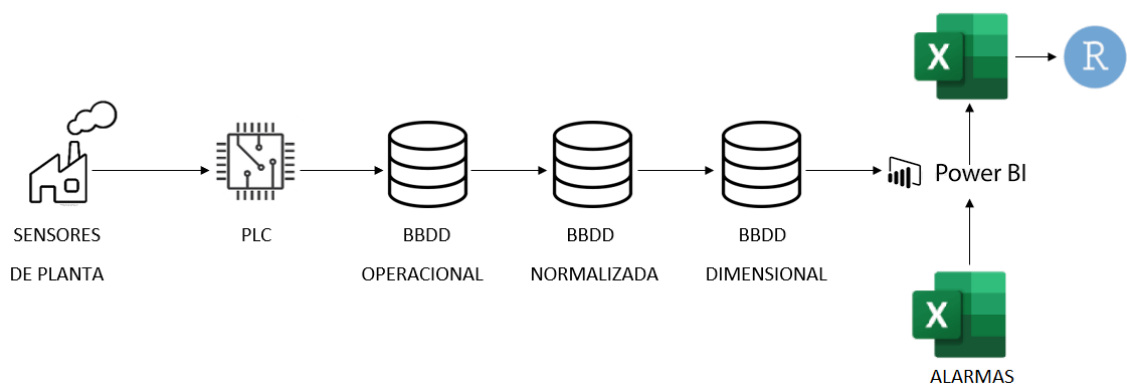 X
R
Power BI
SENSORES
DE PLANTA
PLC
BBDD
OPERACIONAL
BBDD
NORMALIZADA
BBDD
DIMENSIONAL
X
ALARMAS